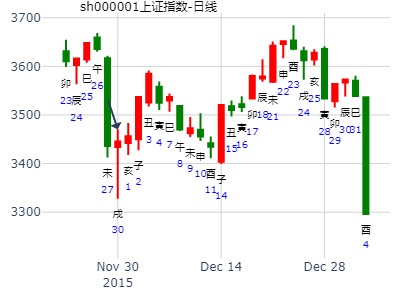 sh000001上证指数-日线
3700
3600
3500
3400
3300
卯
23
辰
24
巳
25
午
26
未
27
戌
30
亥
1
子
2
丑
3
寅
4
巳
7
午
8
未
9
申
10
酉
11
子
14
丑
15
寅
16
卯
17
辰
18
未
21
申
22
酉
23
戌
24
亥
25
寅
28
卯
29
辰
30
巳
31
酉
4
Nov 30
2015
Dec 14
Dec 28